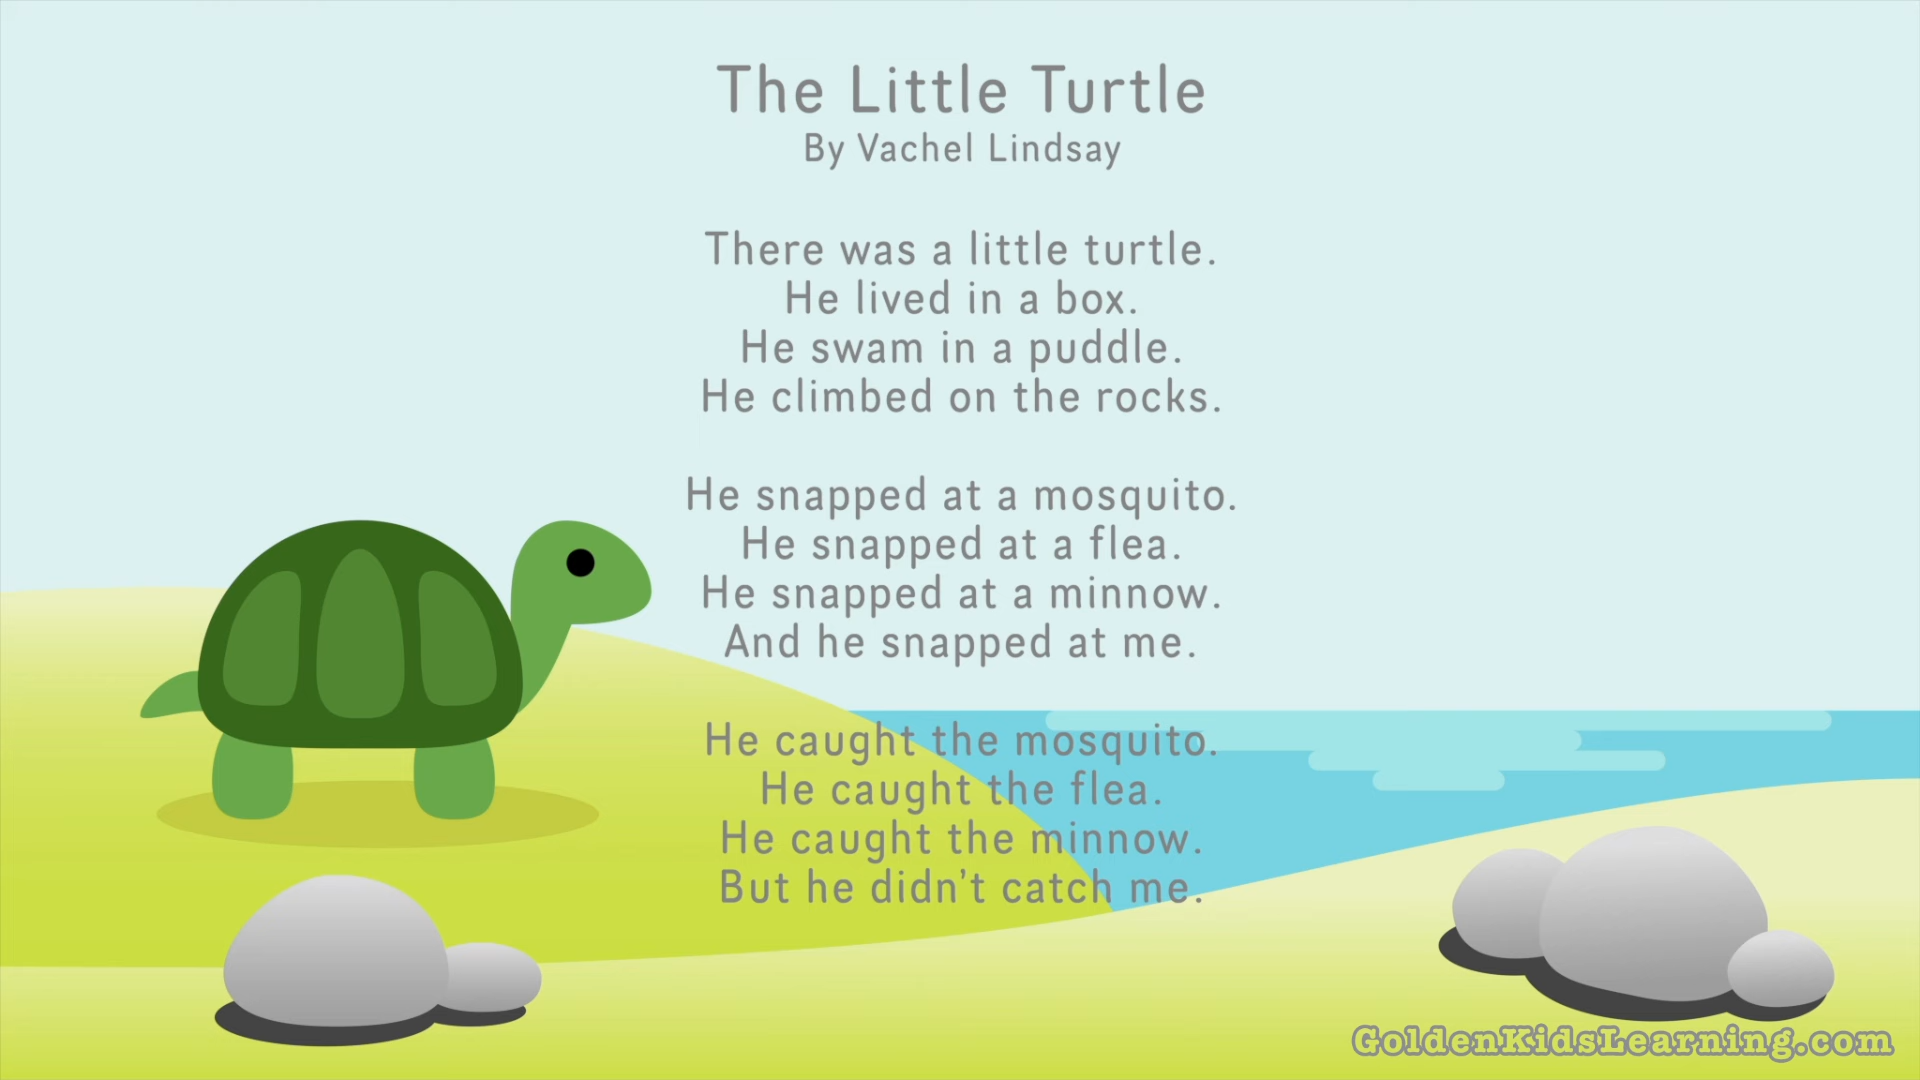 The Little Turtle
By Vachel Lindsay
There was a little turtle.
He lived in a box.
He swam in a puddle.
He climbed on the rocks.
He snapped at a mosquito.
He snapped at a flea.
He snapped at a minnow.
And he snapped at me.
He caught the mosquito.
He caught the flea.
He caught the minnow.
But he didn’t catch me.
GoldenKidsLearning.com